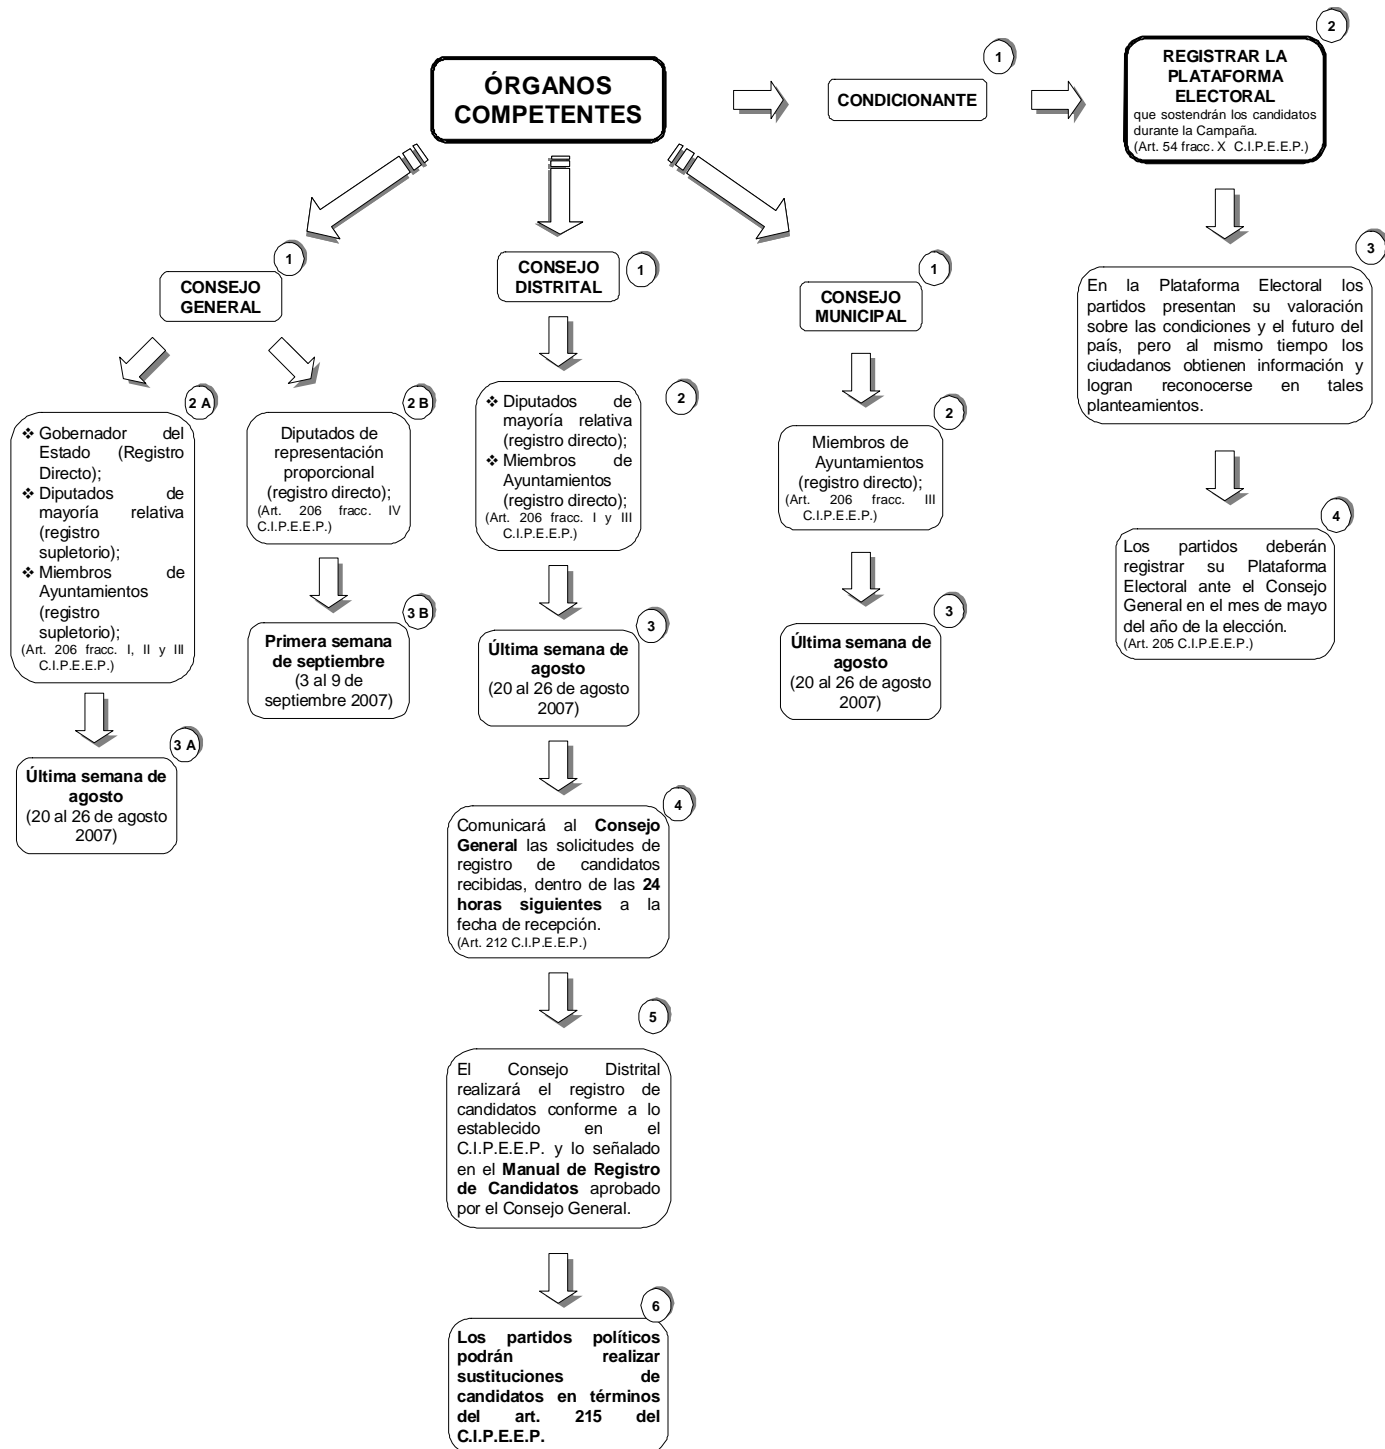 ÓRGANOS
COMPETENTES
1
CONDICIONANTE
2
REGISTRAR LA
PLATAFORMA
ELECTORAL
que sostendrán los candidatos
durante la Campaña.
(Art. 54 fracc. X C.I.P.E.E.P.)
3
En la Plataforma Electoral los
partidos presentan su valoración
sobre las condiciones y el futuro del
país, pero al mismo tiempo los
ciudadanos obtienen información y
logran reconocerse en tales
planteamientos.
4
Los partidos deberán
registrar su Plataforma
Electoral ante el Consejo
General en el mes de mayo
del año de la elección.
(Art. 205 C.I.P.E.E.P.)
1
CONSEJO
GENERAL
2 A
❖ Gobernador del
Estado (Registro
Directo);
❖ Diputados de
mayoría relativa
(registro
supletorio);
❖ Miembros de
Ayuntamientos
(registro
supletorio);
(Art. 206 fracc. I, II y III
C.I.P.E.E.P.)
3 A
Última semana de
agosto
(20 al 26 de agosto
2007)
2 B
Diputados de
representación
proporcional
(registro directo);
(Art. 206 fracc. IV
C.I.P.E.E.P.)
3 B
Primera semana
de septiembre
(3 al 9 de
septiembre 2007)
1
CONSEJO
DISTRITAL
2
❖ Diputados de
mayoría relativa
(registro directo);
❖ Miembros de
Ayuntamientos
(registro directo);
(Art. 206 fracc. I y III
C.I.P.E.E.P.)
3
Última semana de
agosto
(20 al 26 de agosto
2007)
4
Comunicará al Consejo
General las solicitudes de
registro de candidatos
recibidas, dentro de las 24
horas siguientes a la
fecha de recepción.
(Art. 212 C.I.P.E.E.P.)
5
El Consejo Distrital
realizará el registro de
candidatos conforme a lo
establecido en el
C.I.P.E.E.P. y lo señalado
en el Manual de Registro
de Candidatos aprobado
por el Consejo General.
6
Los partidos políticos
podrán realizar
sustituciones de
candidatos en términos
del art. 215 del
C.I.P.E.E.P.
1
CONSEJO
MUNICIPAL
2
Miembros de
Ayuntamientos
(registro directo);
(Art. 206 fracc. III
C.I.P.E.E.P.)
3
Última semana de
agosto
(20 al 26 de agosto
2007)